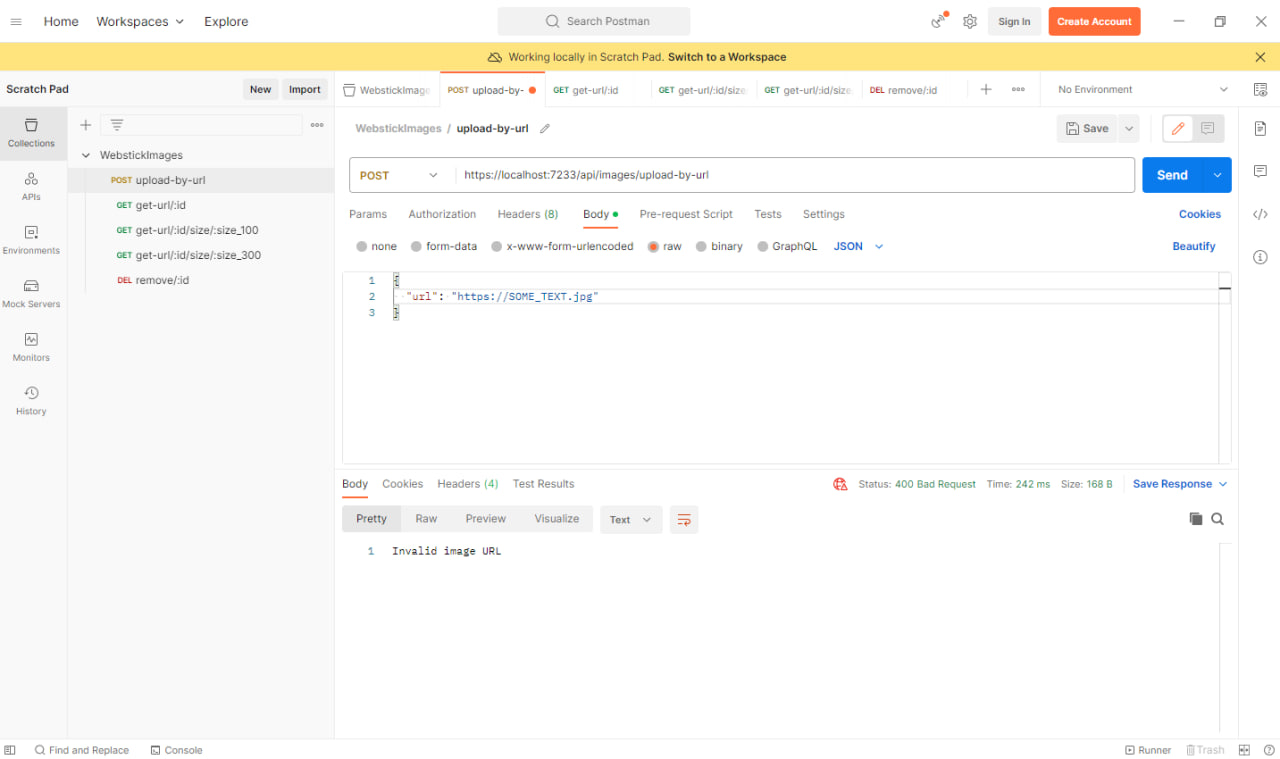 Home Workspaces Explore Search Postman Sign In Create Account
Working locally in Scratch Pad. Switch to a Workspace
Scratch Pad New Import
WebstickImage POST upload-by- GET get-url/:id GET get-url/:id/size/ GET get-url/:id/size/ DEL remove/:id No Environment
Collections
APIs
Environments
Mock Servers
Monitors
History
WebstickImages
POST upload-by-url
GET get-url/:id
GET get-url/:id/size/:size_100
GET get-url/:id/size/:size_300
DEL remove/:id
WebstickImages / upload-by-url Save
POST https://localhost:7233/api/images/upload-by-url Send
Params Authorization Headers (8) Body Pre-request Script Tests Settings Cookies
none form-data x-www-form-urlencoded raw binary GraphQL JSON Beautify
1 {
2 "url": "https://SOME_TEXT.jpg"
3 }
Body Cookies Headers (4) Test Results Status: 400 Bad Request Time: 242 ms Size: 168 B Save Response
Pretty Raw Preview Visualize Text
1 Invalid image URL
Find and Replace Console Runner Trash